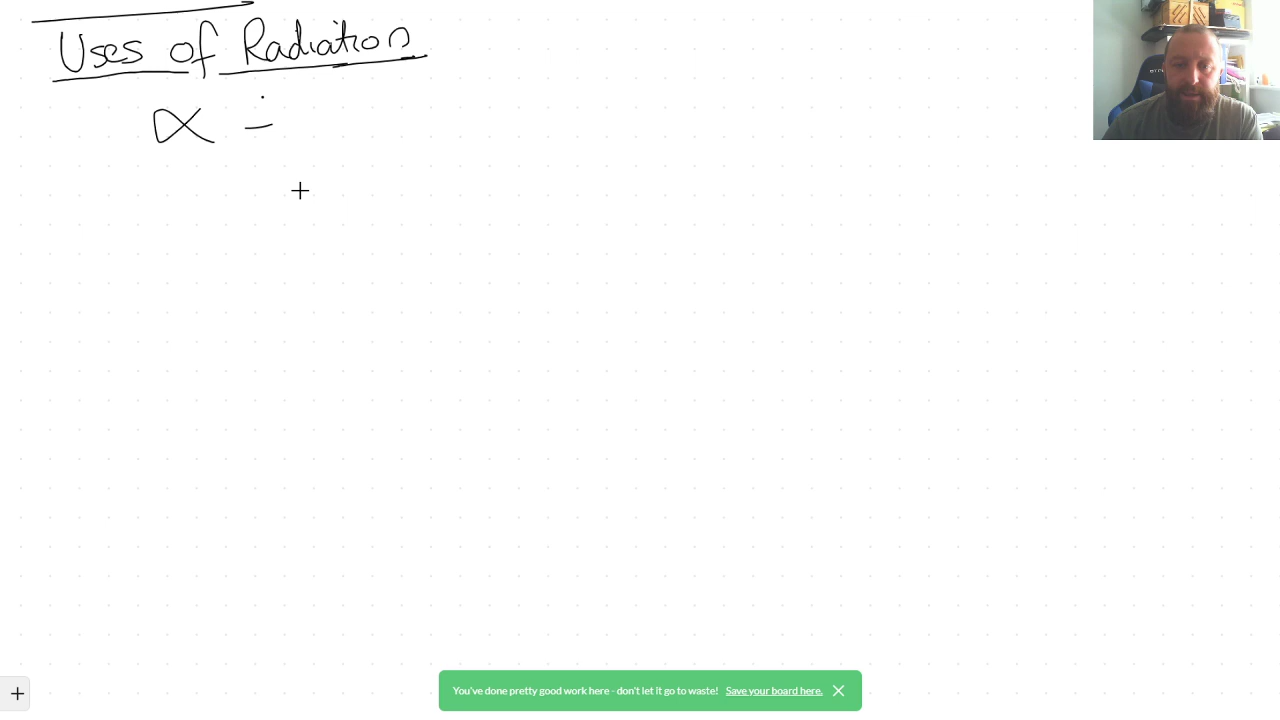 Uses of Radiation
∝ -
You've done pretty good work here - don't let it go to waste! Save your board here.